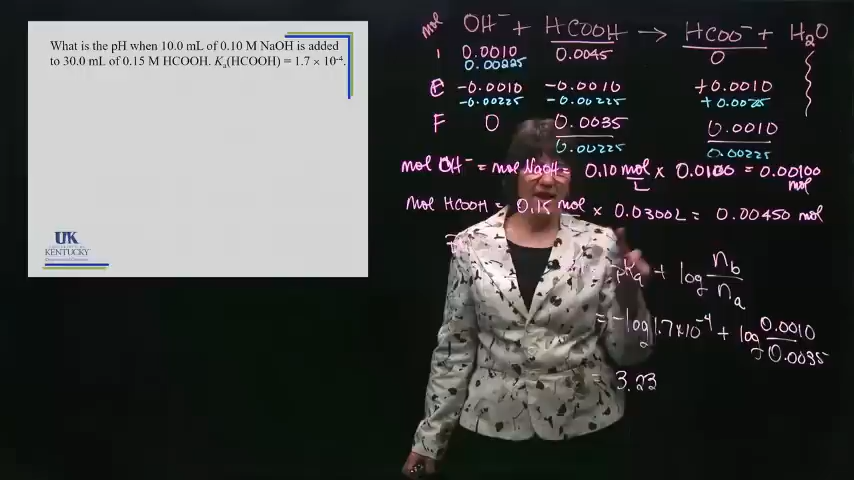 What is the pH when 10.0 mL of 0.10 M NaOH is added
to 30.0 mL of 0.15 M HCOOH. Kₐ(HCOOH) = 1.7 × 10⁻⁴.
UK
KENTUCKY
mol OH⁻ + HCOOH → HCOO⁻ + H₂O
I 0.0010 0.0045 0
0.00225
C -0.0010 -0.0010 +0.0010
-0.00225 -0.00225 +0.00225
F 0 0.0035 0.0010
0.00225 0.00225
mol OH⁻ = mol NaOH = 0.10 mol/L × 0.0100 = 0.00100 mol
mol HCOOH = 0.15 mol × 0.0300L = 0.00450 mol
pKa + log nb/na
= -log 1.7×10⁻⁴ + log 0.0010/0.0035
= 3.23